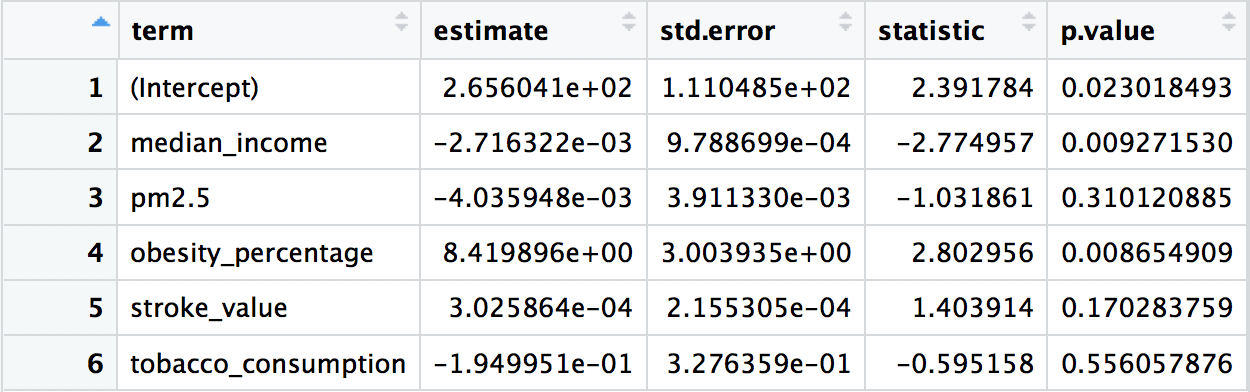 term estimate std.error statistic p.value
1 (Intercept) 2.656041e+02 1.110485e+02 2.391784 0.023018493
2 median_income -2.716322e-03 9.788699e-04 -2.774957 0.009271530
3 pm2.5 -4.035948e-03 3.911330e-03 -1.031861 0.310120885
4 obesity_percentage 8.419896e+00 3.003935e+00 2.802956 0.008654909
5 stroke_value 3.025864e-04 2.155305e-04 1.403914 0.170283759
6 tobacco_consumption -1.949951e-01 3.276359e-01 -0.595158 0.556057876